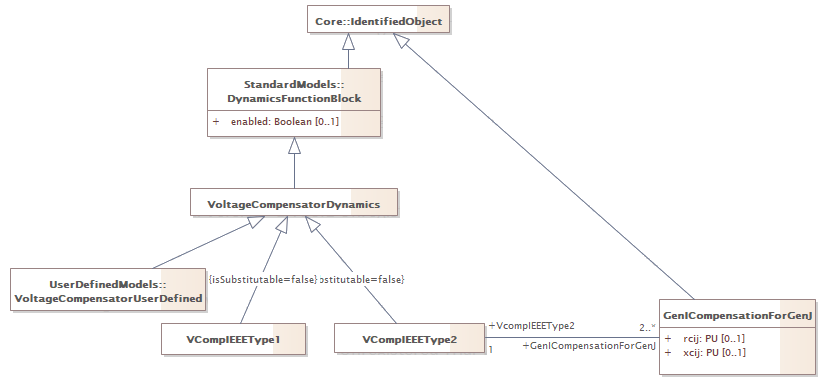 Core::IdentifiedObject
StandardModels::
DynamicsFunctionBlock
+ enabled: Boolean [0..1]
VoltageCompensatorDynamics
{isSubstitutable=false}
ostitutable=false}
UserDefinedModels::
VoltageCompensatorUserDefined
VCompIEEEType1
VCompIEEEType2
+VcompIEEEType2
1
2..*
+GenICompensationForGenJ
GenICompensationForGenJ
+ rcij: PU [0..1]
+ xcij: PU [0..1]